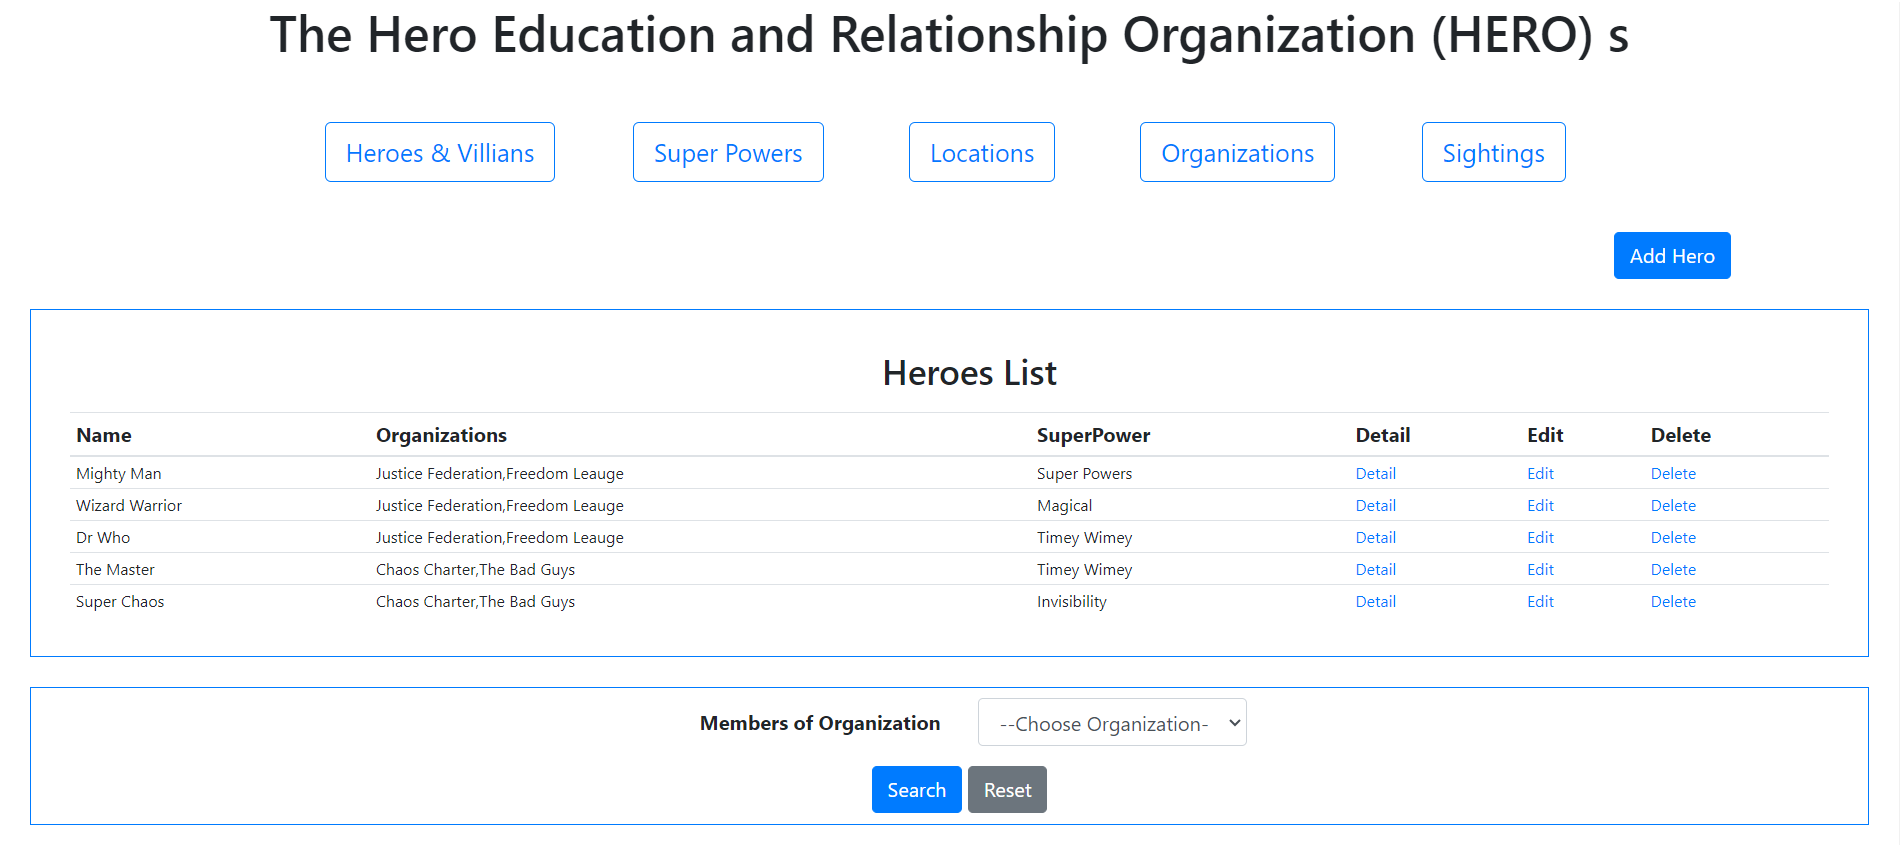 The Hero Education and Relationship Organization (HERO) s
Heroes & Villians Super Powers Locations Organizations Sightings
Add Hero
Heroes List
Name Organizations SuperPower Detail Edit Delete
Mighty Man Justice Federation,Freedom Leauge Super Powers Detail Edit Delete
Wizard Warrior Justice Federation,Freedom Leauge Magical Detail Edit Delete
Dr Who Justice Federation,Freedom Leauge Timey Wimey Detail Edit Delete
The Master Chaos Charter,The Bad Guys Timey Wimey Detail Edit Delete
Super Chaos Chaos Charter,The Bad Guys Invisibility Detail Edit Delete
Members of Organization --Choose Organization-
Search Reset